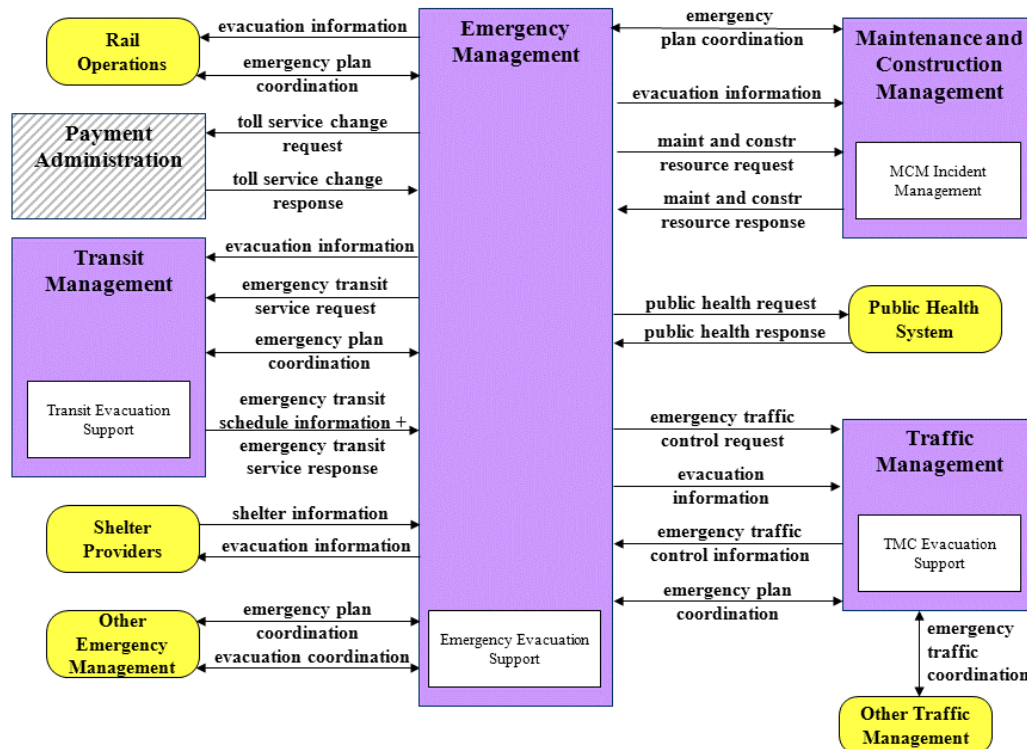 Rail
Operations
evacuation information
emergency plan
coordination
Payment
Administration
toll service change
request
toll service change
response
Transit
Management
Transit Evacuation
Support
evacuation information
emergency transit
service request
emergency plan
coordination
emergency transit
schedule information +
emergency transit
service response
Shelter
Providers
shelter information
evacuation information
Other
Emergency
Management
emergency plan
coordination
evacuation coordination
Emergency
Management
Emergency Evacuation
Support
emergency
plan coordination
evacuation information
maint and constr
resource request
maint and constr
resource response
Maintenance and
Construction
Management
MCM Incident
Management
public health request
public health response
Public Health
System
emergency traffic
control request
evacuation
information
emergency traffic
control information
emergency plan
coordination
Traffic
Management
TMC Evacuation
Support
emergency
traffic
coordination
Other Traffic
Management